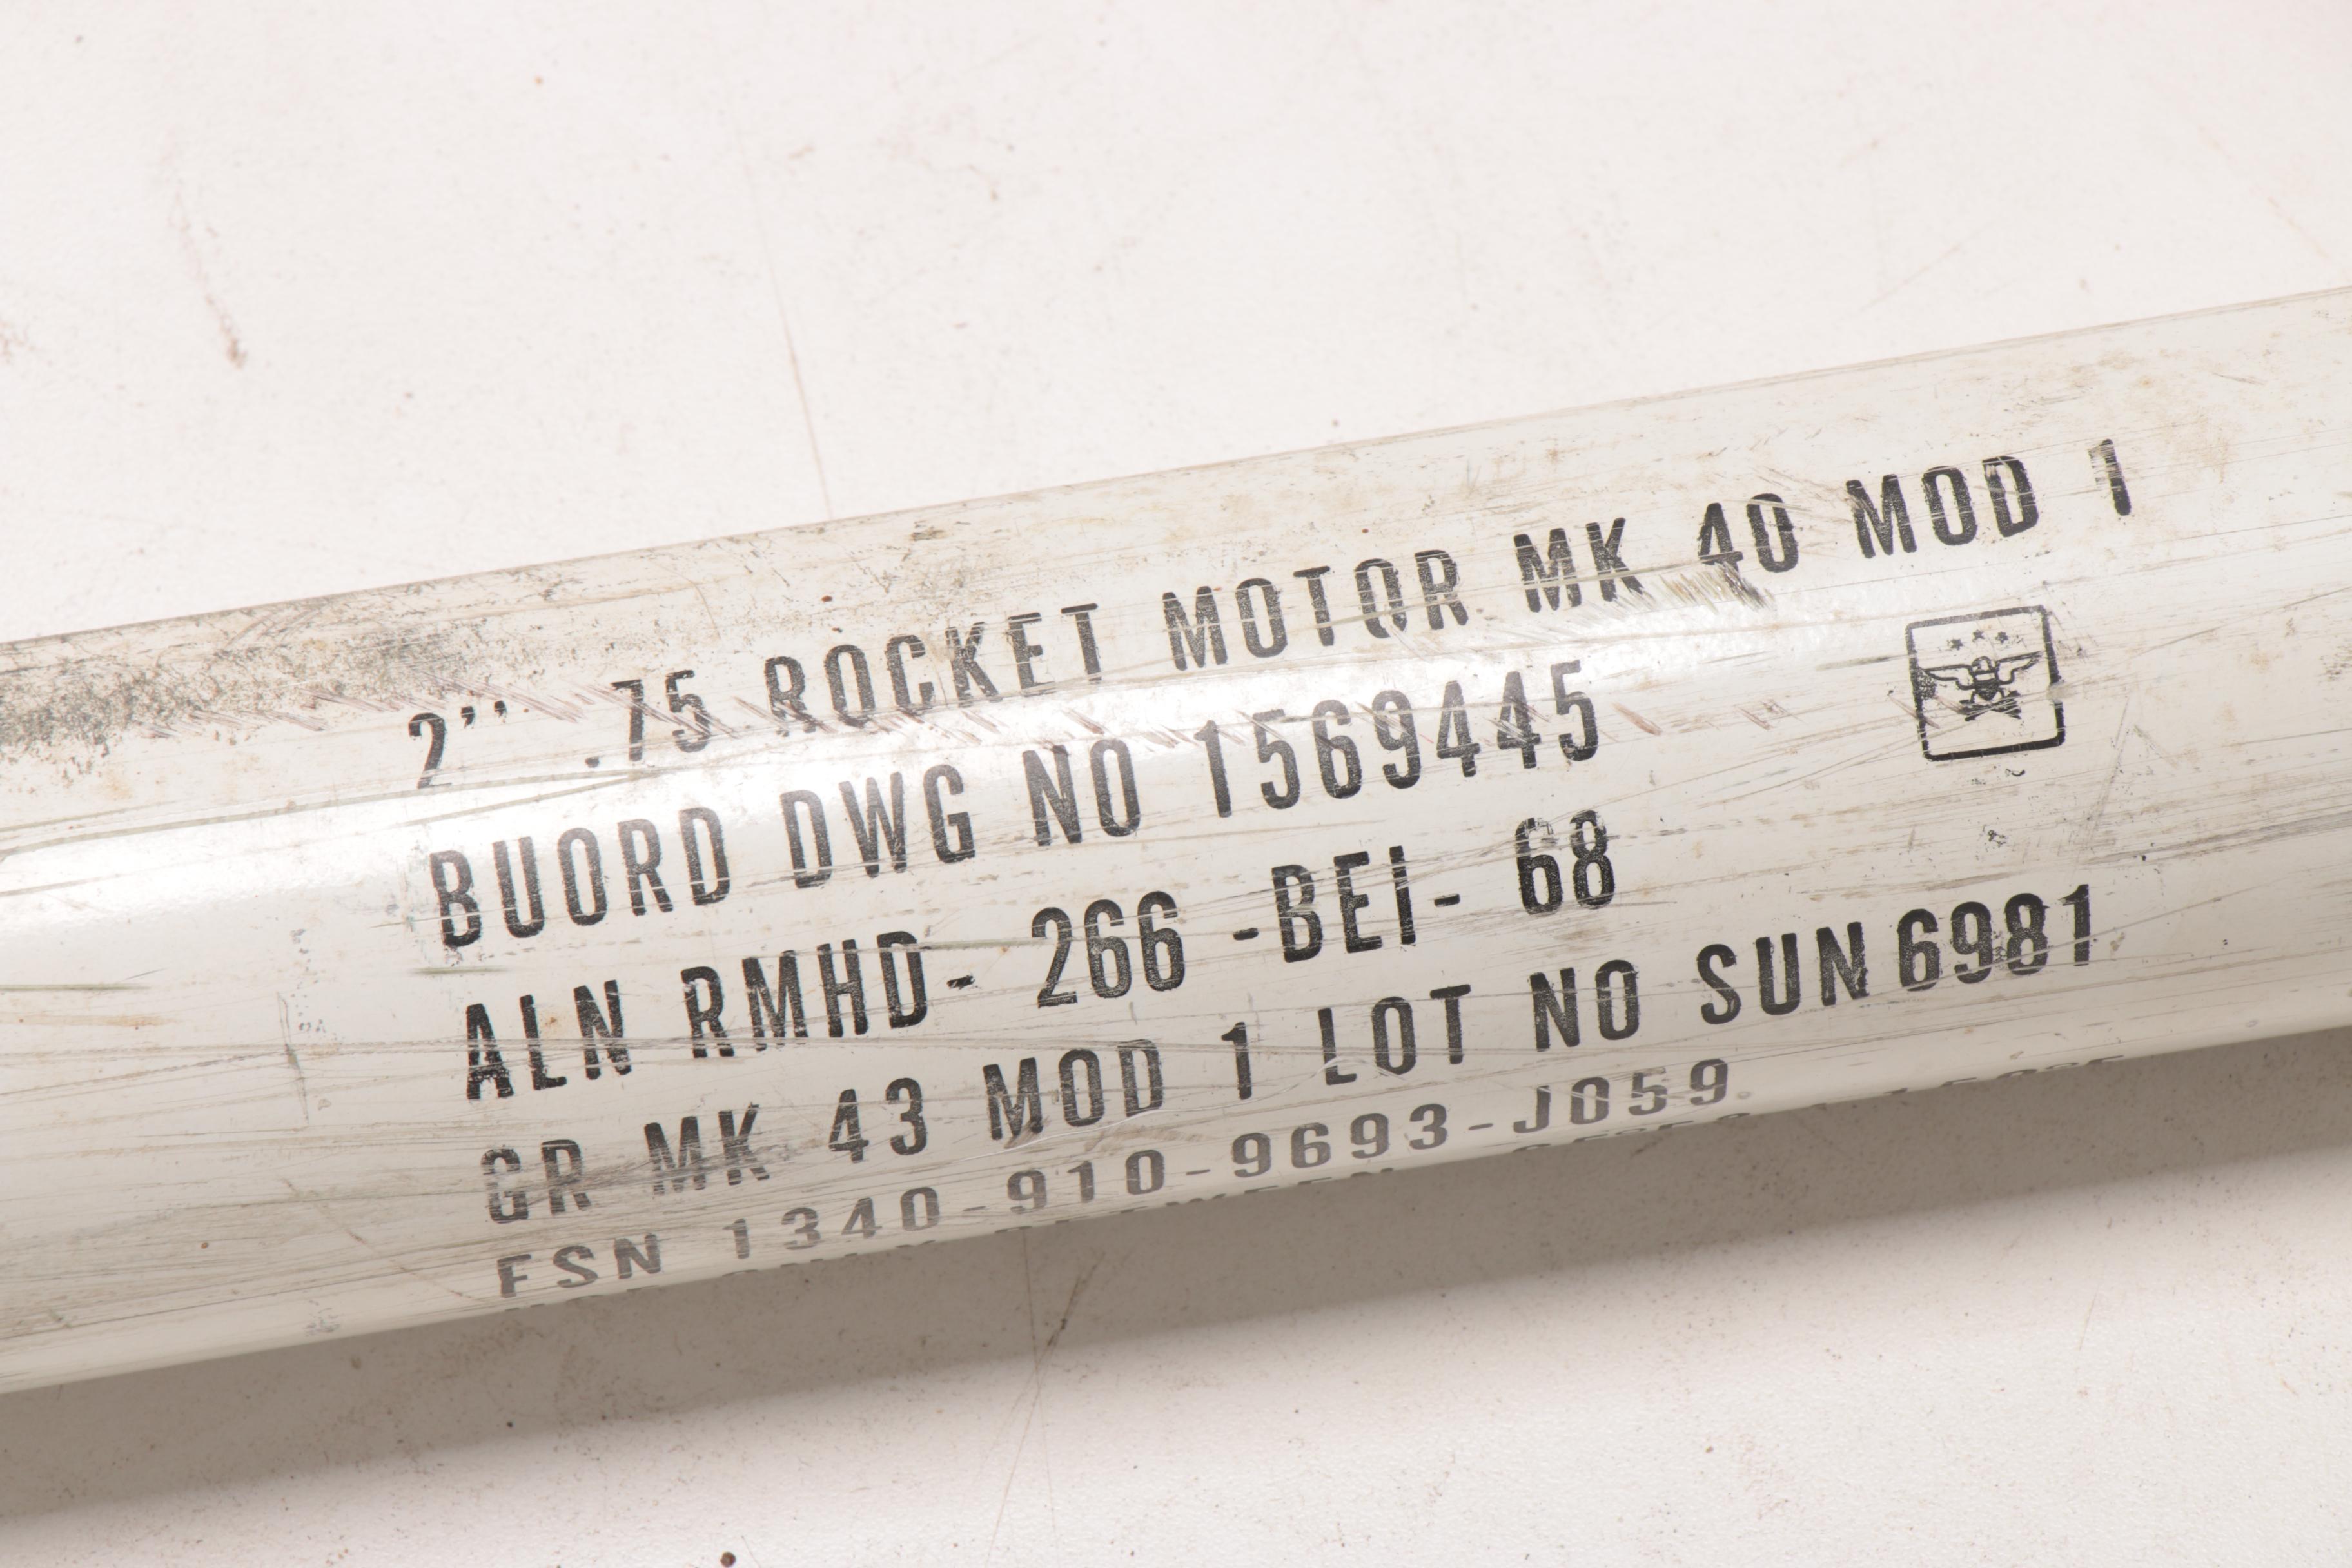 2'' .75 ROCKET MOTOR MK 40 MOD 1
BUORD DWG NO 1569445
ALN RMHD- 266 -BEI- 68
GR MK 43 MOD 1 LOT NO SUN 6981
FSN 1340-910-9693-J059